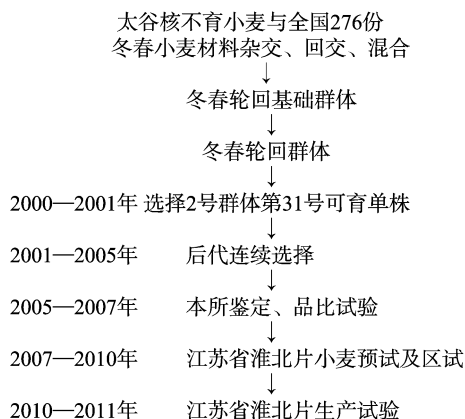 太谷核不育小麦与全国276份
冬春小麦材料杂交、回交、混合
↓
冬春轮回基础群体
↓
冬春轮回群体
↓
2000—2001年 选择2号群体第31号可育单株
↓
2001—2005年 后代连续选择
↓
2005—2007年 本所鉴定、品比试验
↓
2007—2010年 江苏省淮北片小麦预试及区试
↓
2010—2011年 江苏省淮北片生产试验